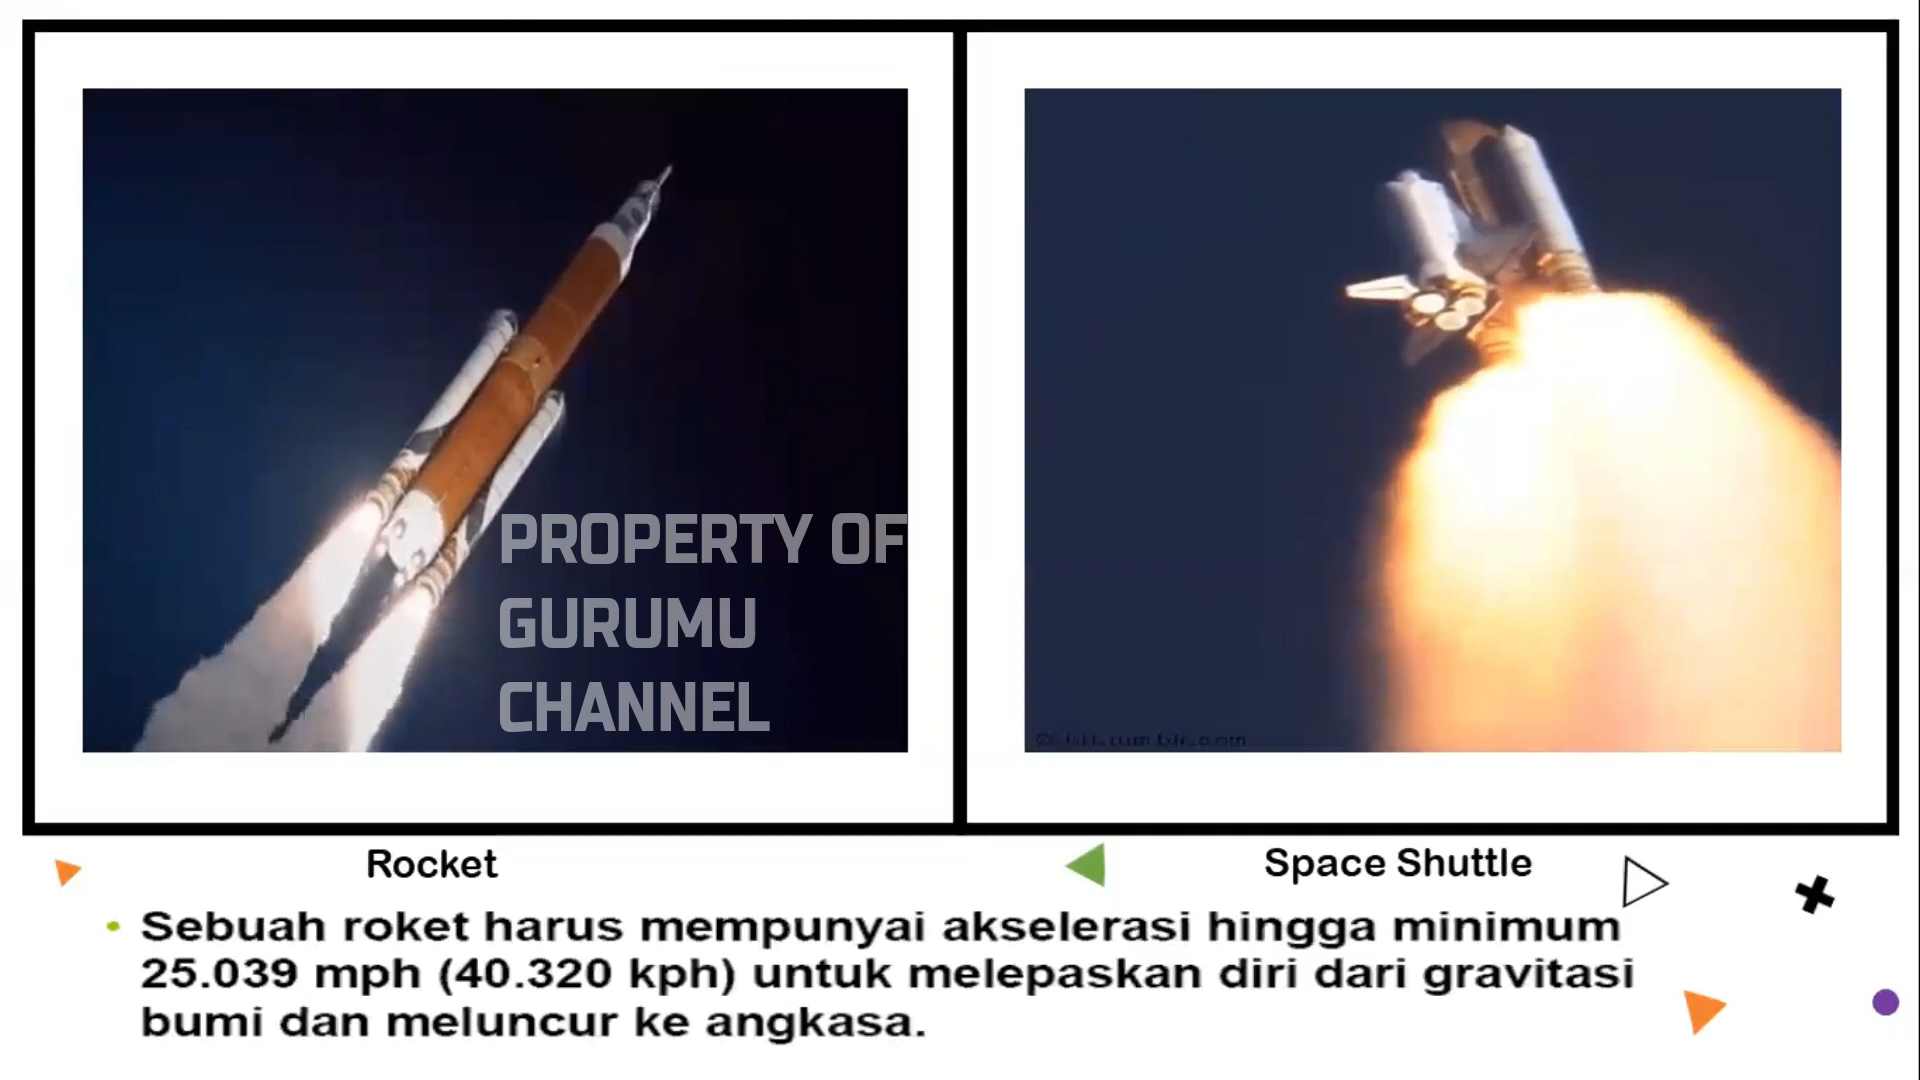 PROPERTY OF
GURUMU
CHANNEL
Rocket
Space Shuttle
• Sebuah roket harus mempunyai akselerasi hingga minimum
25.039 mph (40.320 kph) untuk melepaskan diri dari gravitasi
bumi dan meluncur ke angkasa.